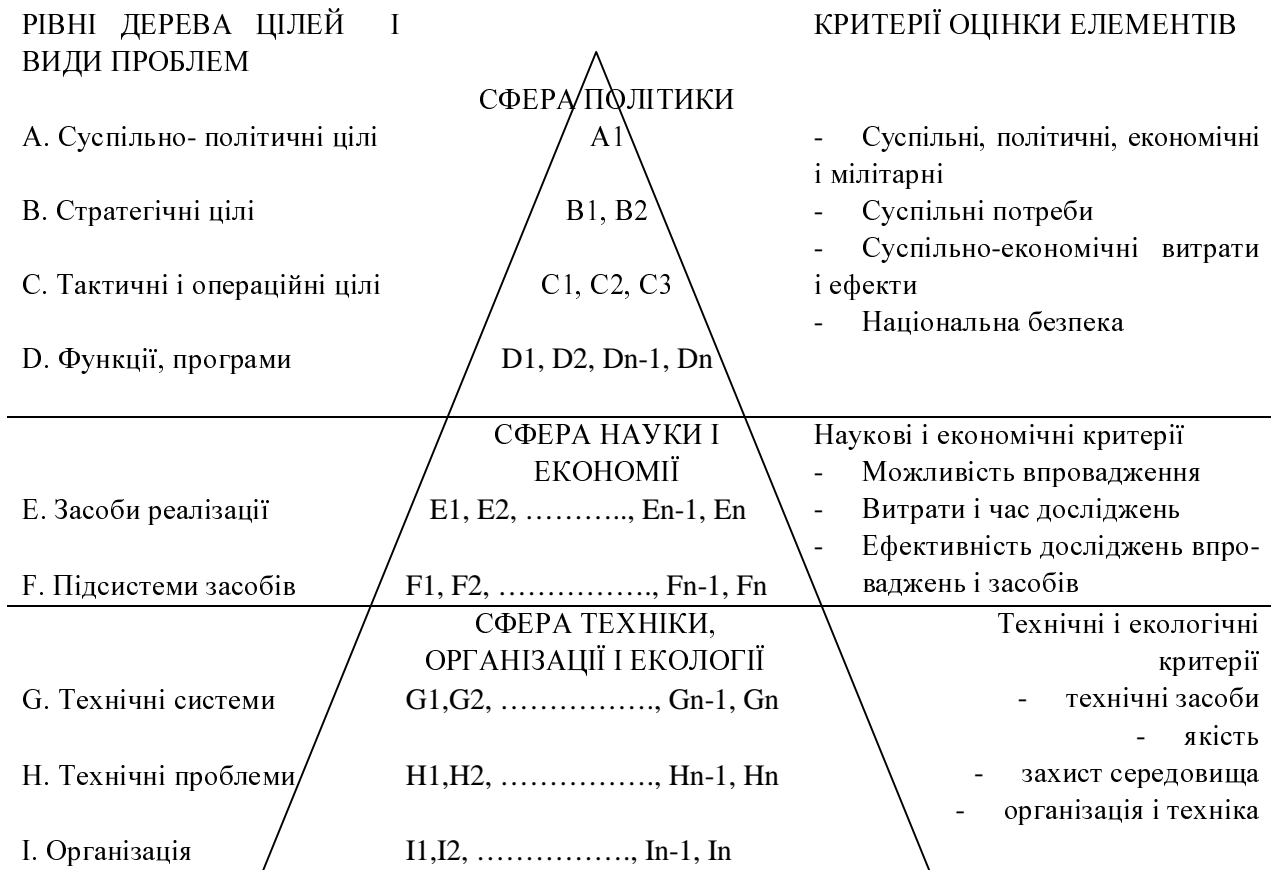 РІВНІ ДЕРЕВА ЦІЛЕЙ І
ВИДИ ПРОБЛЕМ
КРИТЕРІЇ ОЦІНКИ ЕЛЕМЕНТІВ
СФЕРА ПОЛІТИКИ
А. Суспільно- політичні цілі
А1
- Суспільні, політичні, економічні
і мілітарні
В. Стратегічні цілі
В1, В2
- Суспільні потреби
- Суспільно-економічні витрати
і ефекти
С. Тактичні і операційні цілі
С1, С2, С3
- Національна безпека
D. Функції, програми
D1, D2, Dn-1, Dn
СФЕРА НАУКИ І
ЕКОНОМІЇ
Наукові і економічні критерії
- Можливість впровадження
Е. Засоби реалізації
E1, E2, ……….., En-1, En
- Витрати і час досліджень
- Ефективність досліджень впро-
ваджень і засобів
F. Підсистеми засобів
F1, F2, ……………., Fn-1, Fn
СФЕРА ТЕХНІКИ,
ОРГАНІЗАЦІЇ І ЕКОЛОГІЇ
Технічні і екологічні
критерії
G. Технічні системи
G1,G2, ……………., Gn-1, Gn
- технічні засоби
- якість
H. Технічні проблеми
H1,H2, ……………., Hn-1, Hn
- захист середовища
- організація і техніка
I. Організація
I1,I2, ……………., In-1, In